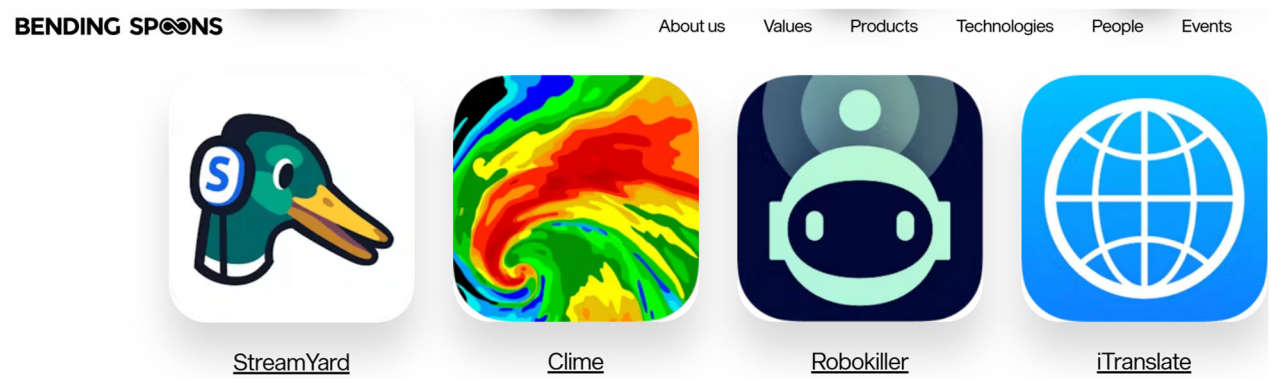 BENDING SPOONS
About us
Values
Products
Technologies
People
Events
S
StreamYard
Clime
Robokiller
iTranslate